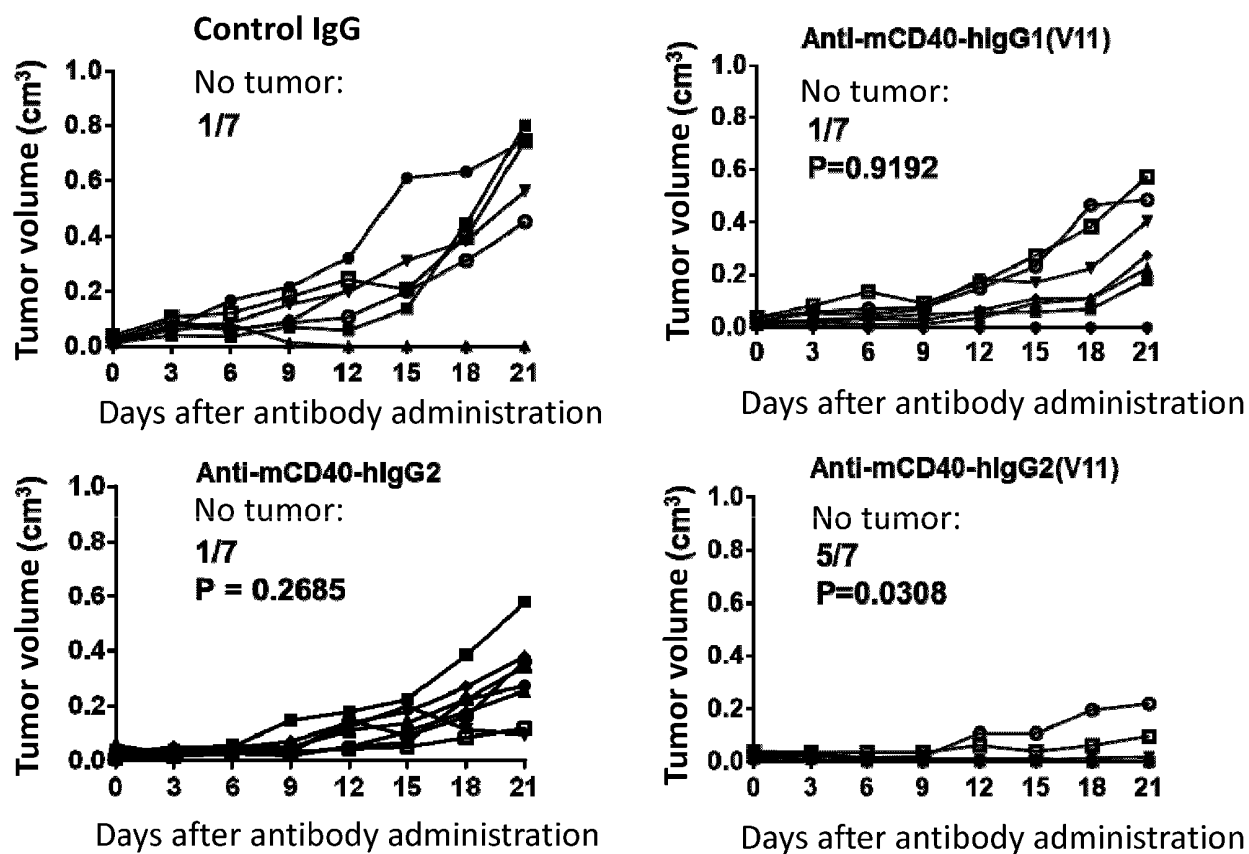 Control IgG
No tumor:
1/7
Tumor volume (cm³)
1.0
0.8
0.6
0.4
0.2
0.0
0 3 6 9 12 15 18 21
Days after antibody administration
Anti-mCD40-hIgG1(V11)
No tumor:
1/7
P=0.9192
Tumor volume (cm³)
1.0
0.8
0.6
0.4
0.2
0.0
0 3 6 9 12 15 18 21
Days after antibody administration
Anti-mCD40-hIgG2
No tumor:
1/7
P = 0.2685
Tumor volume (cm³)
1.0
0.8
0.6
0.4
0.2
0.0
0 3 6 9 12 15 18 21
Days after antibody administration
Anti-mCD40-hIgG2(V11)
No tumor:
5/7
P=0.0308
Tumor volume (cm³)
1.0
0.8
0.6
0.4
0.2
0.0
0 3 6 9 12 15 18 21
Days after antibody administration